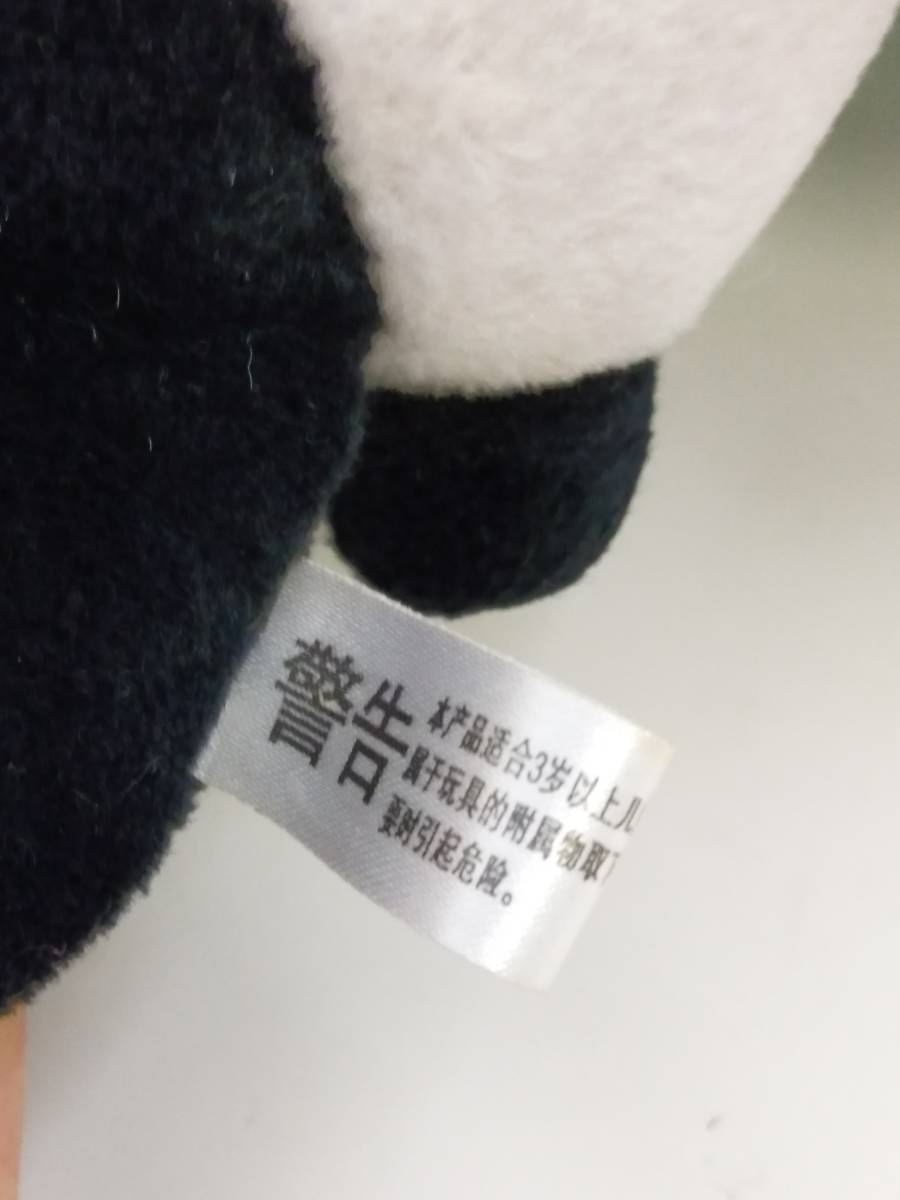 警告
本产品适合3岁以上儿
属于玩具的附属物取下
要时引起危险。